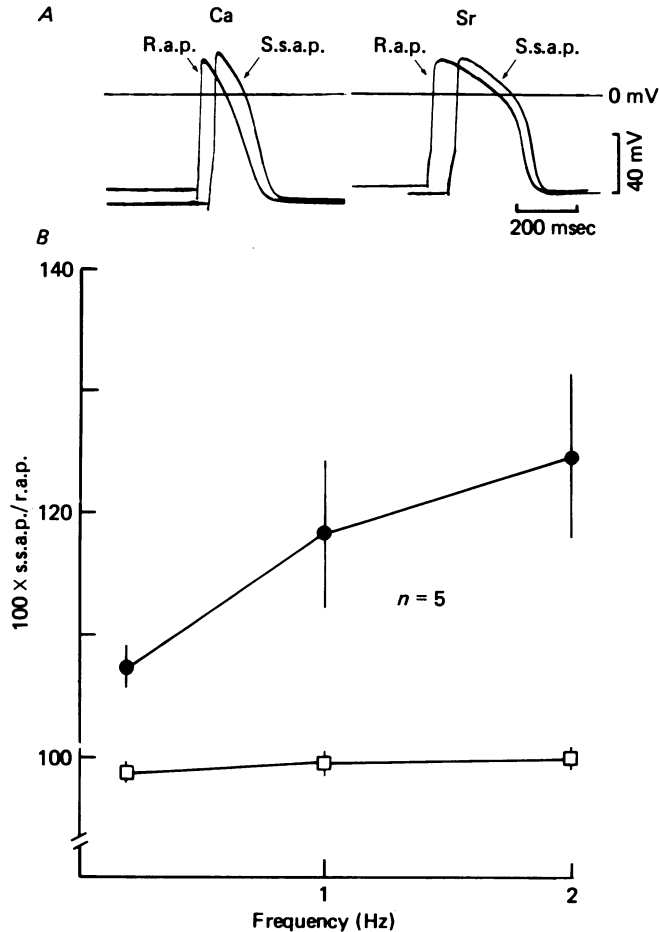 A
Ca
Sr
R.a.p.
S.s.a.p.
R.a.p.
S.s.a.p.
0 mV
40 mV
200 msec
B
140
120
100
100 × s.s.a.p./r.a.p.
n = 5
1
2
Frequency (Hz)